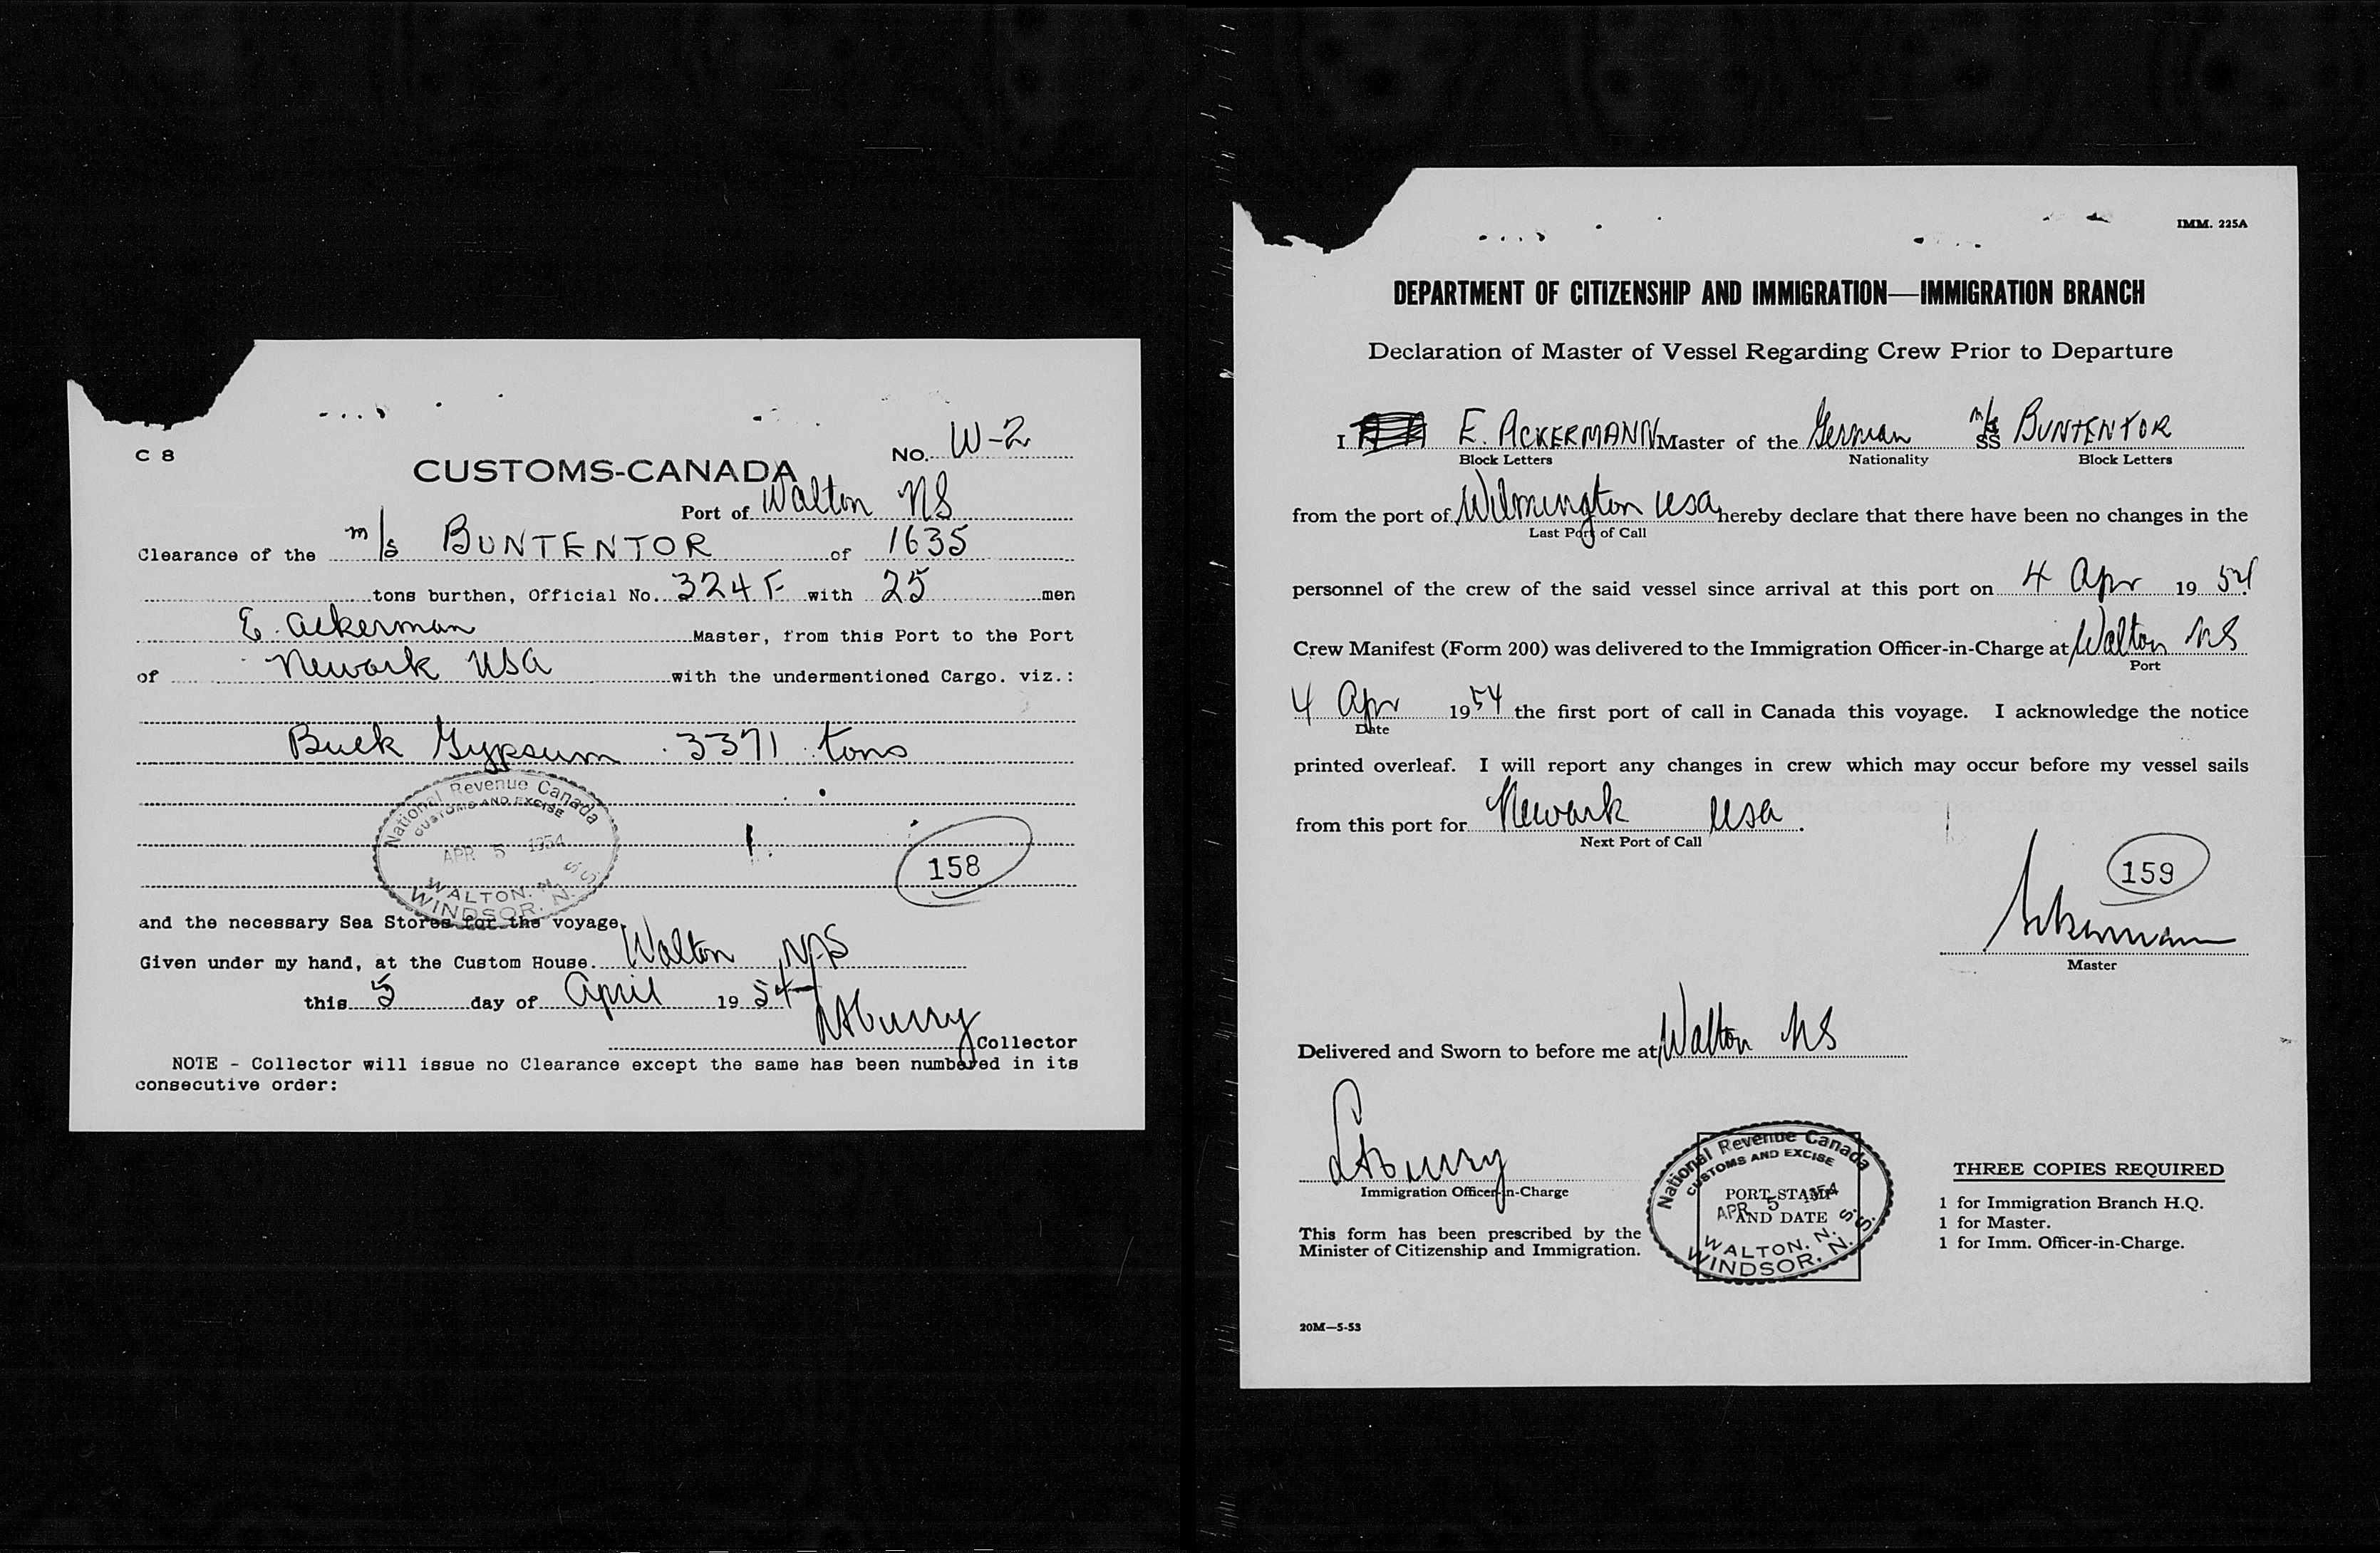 C 8
No. W-2
CUSTOMS-CANADA
Port of Walton NS
Clearance of the m/s BUNTENTOR of 1635
tons burthen, Official No. 324 F with 25 men
E. Ackerman Master, from this Port to the Port
of Newark USA with the undermentioned Cargo. viz.:
Bulk Gypsum 3371 tons
National Revenue Canada
CUSTOMS AND EXCISE
APR 5 1954
WALTON, N. S.
WINDSOR, N. S.
158
and the necessary Sea Stores for the voyage.
Given under my hand, at the Custom House. Walton NS
this 5 day of April 1954
Collector
NOTE - Collector will issue no Clearance except the same has been numbered in its
consecutive order:
IMM. 225A
DEPARTMENT OF CITIZENSHIP AND IMMIGRATION—IMMIGRATION BRANCH
Declaration of Master of Vessel Regarding Crew Prior to Departure
I E. ACKERMANN Master of the German m/s SS BUNTENTOR
Block Letters Nationality Block Letters
from the port of Wilmington USA, hereby declare that there have been no changes in the
Last Port of Call
personnel of the crew of the said vessel since arrival at this port on 4 Apr 1954
Crew Manifest (Form 200) was delivered to the Immigration Officer-in-Charge at Walton NS
Port
4 Apr 1954 the first port of call in Canada this voyage. I acknowledge the notice
Date
printed overleaf. I will report any changes in crew which may occur before my vessel sails
from this port for Newark USA.
Next Port of Call
159
Ackermann
Master
Delivered and Sworn to before me at Walton NS
Immigration Officer-in-Charge
This form has been prescribed by the
Minister of Citizenship and Immigration.
National Revenue Canada
CUSTOMS AND EXCISE
PORT STAMP
APR 5 1954
AND DATE
WALTON, N. S.
WINDSOR, N. S.
THREE COPIES REQUIRED
1 for Immigration Branch H.Q.
1 for Master.
1 for Imm. Officer-in-Charge.
20M—5-53